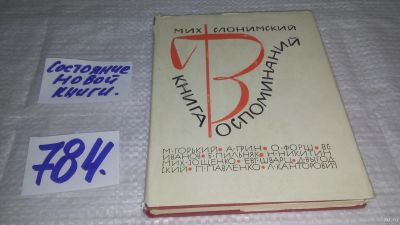 СОСТОЯНИЕ
НОВОЙ
КНИГИ.
784.
МИХ СЛОНИМСКИЙ
КНИГА
ВОСПОМИНАНИЙ
М·ГОРЬКИЙ • А·ГРИН • О·ФОРШ • ВС·
ИВАНОВ • Б·ПИЛЬНЯК • Н·НИКИТИН
МИХ·ЗОЩЕНКО • ЕВГ·ШВАРЦ • Д·ВЫГОД
СКИЙ • П·ПАВЛЕНКО • Л·КАНТОРОВИЧ